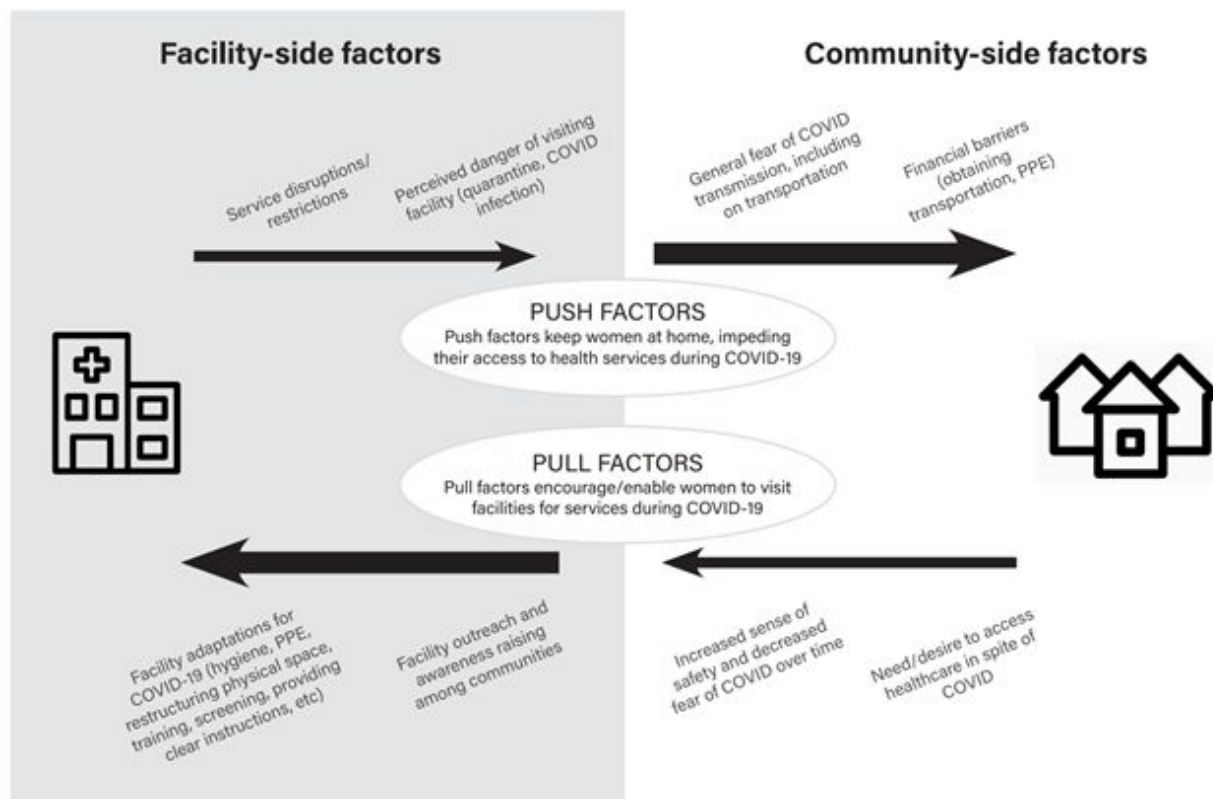 Facility-side factors
Community-side factors
Service disruptions/
restrictions
Perceived danger of visiting
facility (quarantine, COVID
infection)
General fear of COVID
transmission, including
on transportation
Financial barriers
(obtaining
transportation, PPE)
PUSH FACTORS
Push factors keep women at home, impeding
their access to health services during COVID-19
PULL FACTORS
Pull factors encourage/enable women to visit
facilities for services during COVID-19
Facility adaptations for
COVID-19 (hygiene, PPE,
restructuring physical space,
training, screening, providing
clear instructions, etc)
Facility outreach and
awareness raising
among communities
Increased sense of
safety and decreased
fear of COVID over time
Need/desire to access
healthcare in spite of
COVID